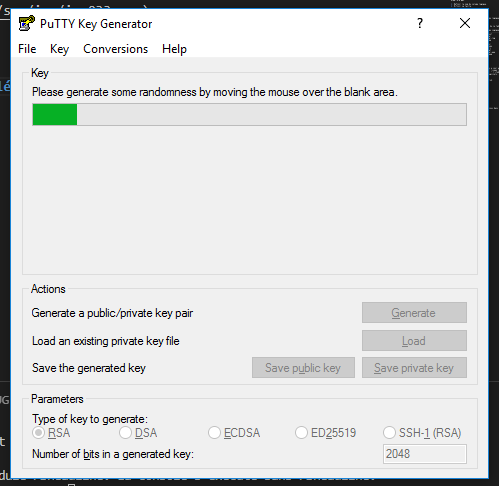 PuTTY Key Generator
?
File Key Conversions Help
Key
Please generate some randomness by moving the mouse over the blank area.
Actions
Generate a public/private key pair
Generate
Load an existing private key file
Load
Save the generated key
Save public key
Save private key
Parameters
Type of key to generate:
RSA
DSA
ECDSA
ED25519
SSH-1 (RSA)
Number of bits in a generated key:
2048